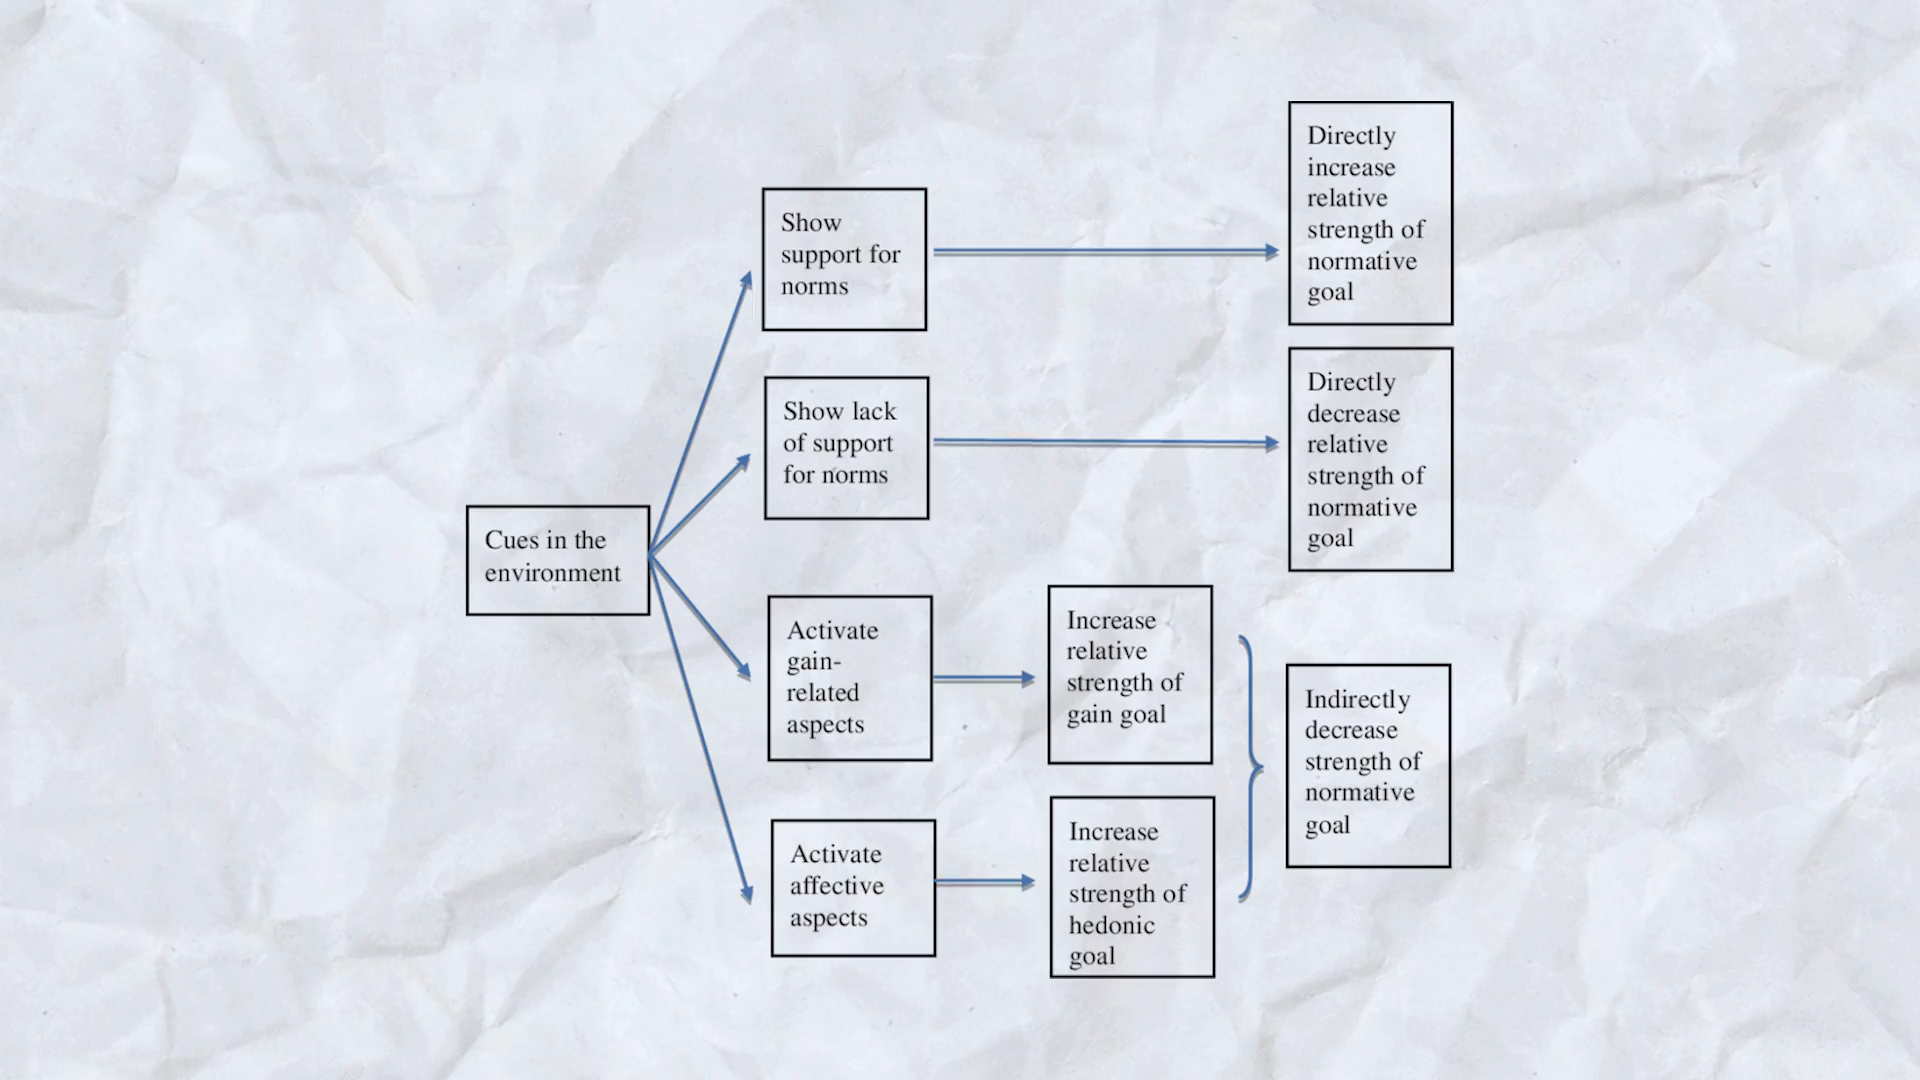 Cues in the
environment
Show
support for
norms
Directly
increase
relative
strength of
normative
goal
Show lack
of support
for norms
Directly
decrease
relative
strength of
normative
goal
Activate
gain-
related
aspects
Increase
relative
strength of
gain goal
Activate
affective
aspects
Increase
relative
strength of
hedonic
goal
Indirectly
decrease
strength of
normative
goal